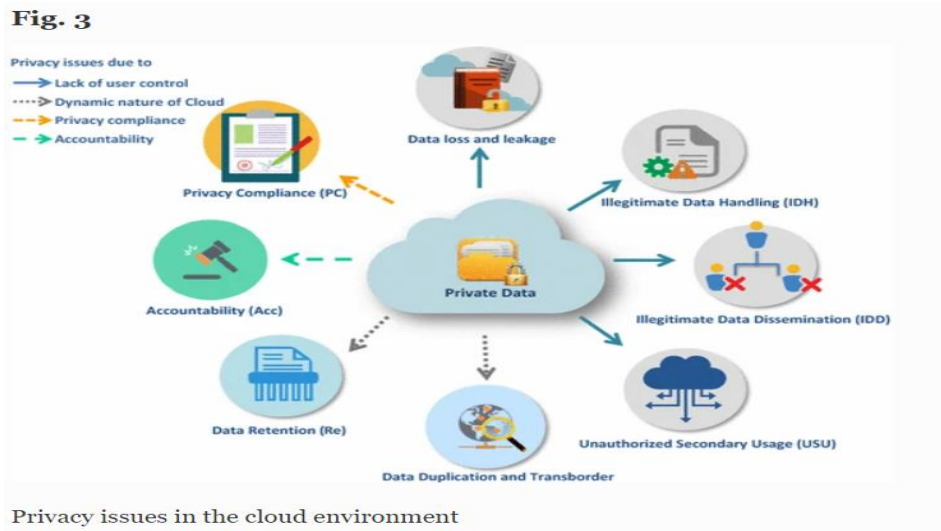 Fig. 3
Privacy issues due to
Lack of user control
Dynamic nature of Cloud
Privacy compliance
Accountability
Data loss and leakage
Privacy Compliance (PC)
Illegitimate Data Handling (IDH)
Private Data
Accountability (Acc)
Illegitimate Data Dissemination (IDD)
Data Retention (Re)
Unauthorized Secondary Usage (USU)
Data Duplication and Transborder
Privacy issues in the cloud environment